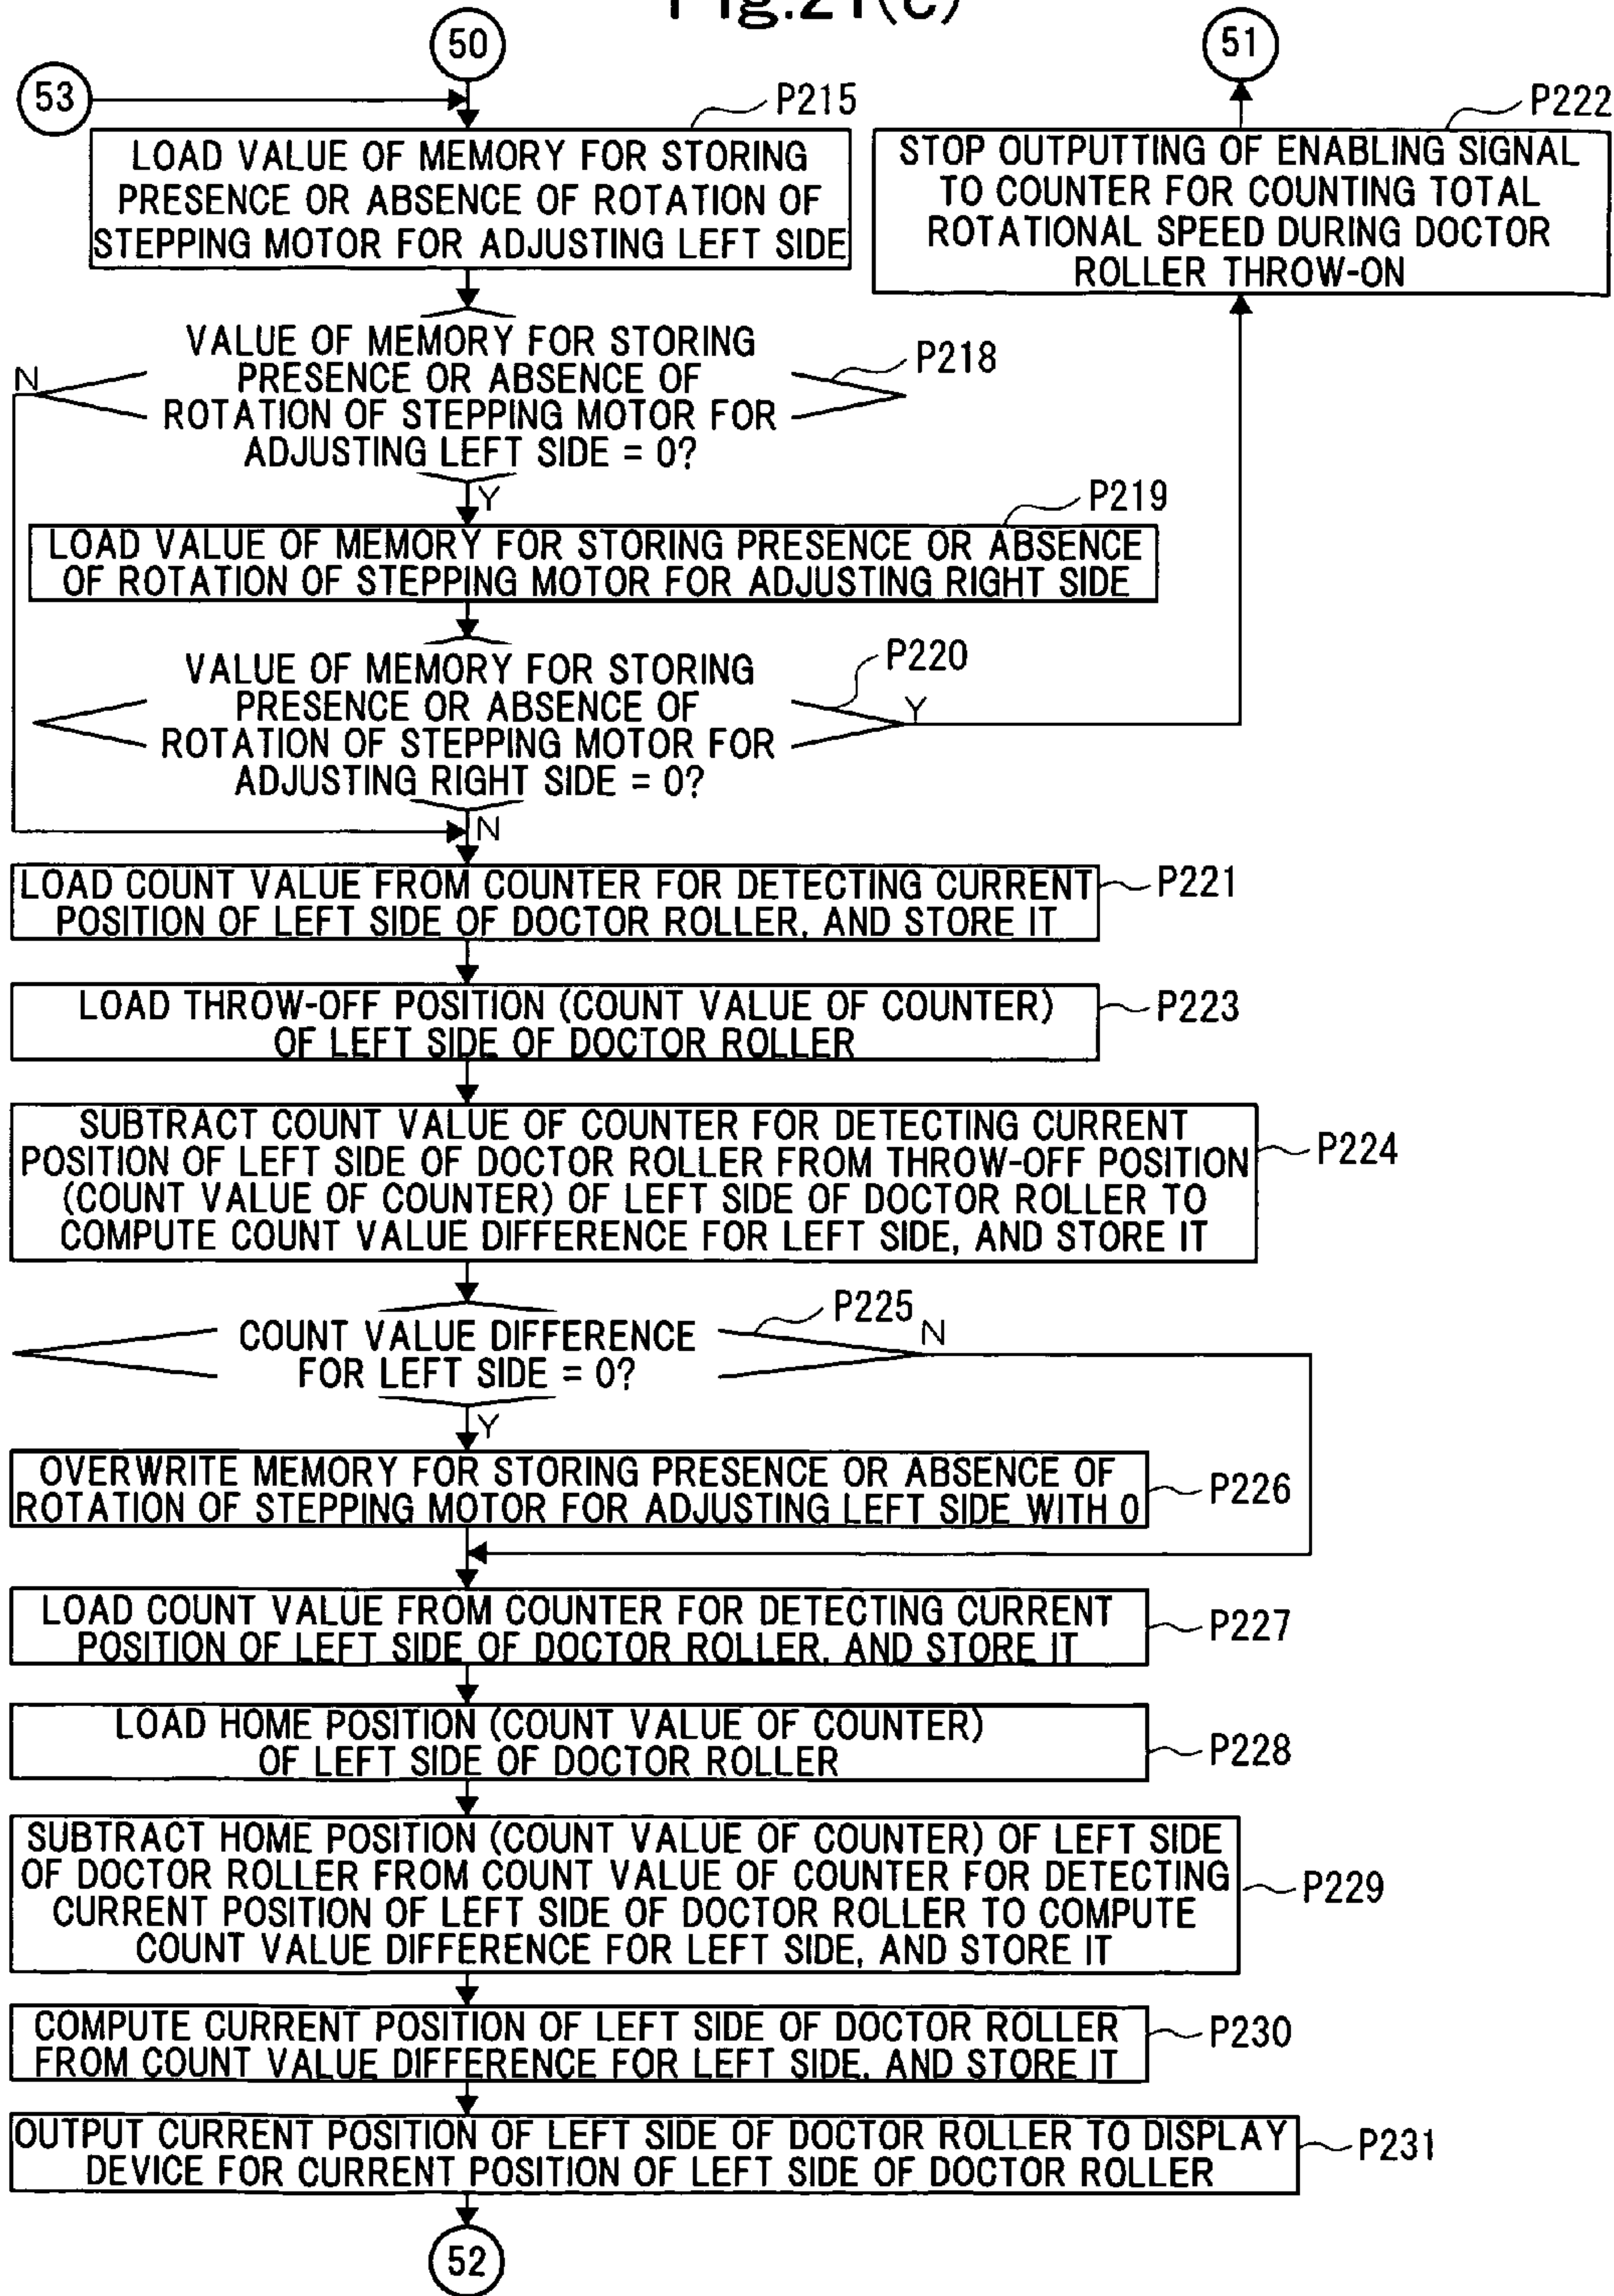 Fig.21(c)
50
51
53
P215
P222
LOAD VALUE OF MEMORY FOR STORING
PRESENCE OR ABSENCE OF ROTATION OF
STEPPING MOTOR FOR ADJUSTING LEFT SIDE
STOP OUTPUTTING OF ENABLING SIGNAL
TO COUNTER FOR COUNTING TOTAL
ROTATIONAL SPEED DURING DOCTOR
ROLLER THROW-ON
VALUE OF MEMORY FOR STORING
PRESENCE OR ABSENCE OF
ROTATION OF STEPPING MOTOR FOR
ADJUSTING LEFT SIDE = 0?
P218
N
Y
P219
LOAD VALUE OF MEMORY FOR STORING PRESENCE OR ABSENCE
OF ROTATION OF STEPPING MOTOR FOR ADJUSTING RIGHT SIDE
VALUE OF MEMORY FOR STORING
PRESENCE OR ABSENCE OF
ROTATION OF STEPPING MOTOR FOR
ADJUSTING RIGHT SIDE = 0?
P220
Y
N
LOAD COUNT VALUE FROM COUNTER FOR DETECTING CURRENT
POSITION OF LEFT SIDE OF DOCTOR ROLLER, AND STORE IT
P221
LOAD THROW-OFF POSITION (COUNT VALUE OF COUNTER)
OF LEFT SIDE OF DOCTOR ROLLER
P223
SUBTRACT COUNT VALUE OF COUNTER FOR DETECTING CURRENT
POSITION OF LEFT SIDE OF DOCTOR ROLLER FROM THROW-OFF POSITION
(COUNT VALUE OF COUNTER) OF LEFT SIDE OF DOCTOR ROLLER TO
COMPUTE COUNT VALUE DIFFERENCE FOR LEFT SIDE, AND STORE IT
P224
COUNT VALUE DIFFERENCE
FOR LEFT SIDE = 0?
P225
N
Y
OVERWRITE MEMORY FOR STORING PRESENCE OR ABSENCE OF
ROTATION OF STEPPING MOTOR FOR ADJUSTING LEFT SIDE WITH 0
P226
LOAD COUNT VALUE FROM COUNTER FOR DETECTING CURRENT
POSITION OF LEFT SIDE OF DOCTOR ROLLER, AND STORE IT
P227
LOAD HOME POSITION (COUNT VALUE OF COUNTER)
OF LEFT SIDE OF DOCTOR ROLLER
P228
SUBTRACT HOME POSITION (COUNT VALUE OF COUNTER) OF LEFT SIDE
OF DOCTOR ROLLER FROM COUNT VALUE OF COUNTER FOR DETECTING
CURRENT POSITION OF LEFT SIDE OF DOCTOR ROLLER TO COMPUTE
COUNT VALUE DIFFERENCE FOR LEFT SIDE, AND STORE IT
P229
COMPUTE CURRENT POSITION OF LEFT SIDE OF DOCTOR ROLLER
FROM COUNT VALUE DIFFERENCE FOR LEFT SIDE, AND STORE IT
P230
OUTPUT CURRENT POSITION OF LEFT SIDE OF DOCTOR ROLLER TO DISPLAY
DEVICE FOR CURRENT POSITION OF LEFT SIDE OF DOCTOR ROLLER
P231
52